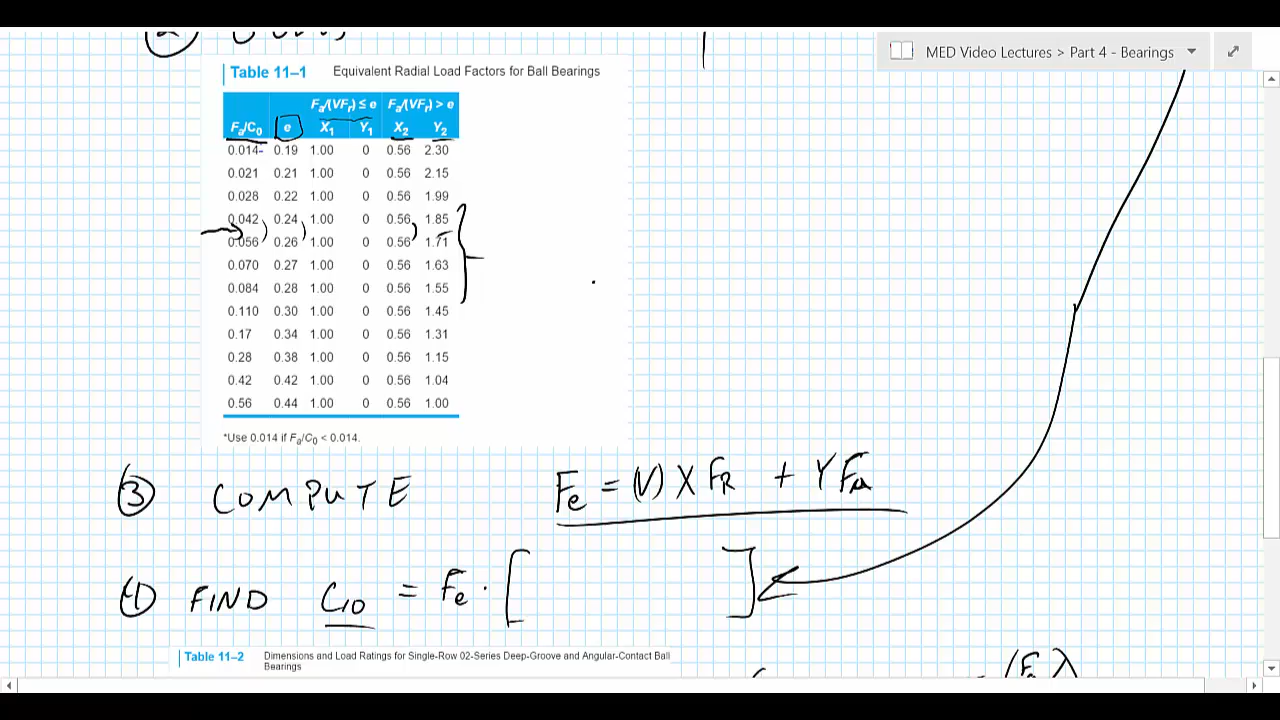 MED Video Lectures > Part 4 - Bearings
Table 11–1 Equivalent Radial Load Factors for Ball Bearings
Fa/(VFr) ≤ e Fa/(VFr) > e
Fa/C0 e X1 Y1 X2 Y2
0.014 0.19 1.00 0 0.56 2.30
0.021 0.21 1.00 0 0.56 2.15
0.028 0.22 1.00 0 0.56 1.99
0.042 0.24 1.00 0 0.56 1.85
0.056 0.26 1.00 0 0.56 1.71
0.070 0.27 1.00 0 0.56 1.63
0.084 0.28 1.00 0 0.56 1.55
0.110 0.30 1.00 0 0.56 1.45
0.17 0.34 1.00 0 0.56 1.31
0.28 0.38 1.00 0 0.56 1.15
0.42 0.42 1.00 0 0.56 1.04
0.56 0.44 1.00 0 0.56 1.00
*Use 0.014 if Fa/C0 < 0.014.
③ COMPUTE Fe = (V) X FR + Y Fa
④ FIND C10 = Fe · [ ]
Table 11–2 Dimensions and Load Ratings for Single-Row 02-Series Deep-Groove and Angular-Contact Ball
Bearings